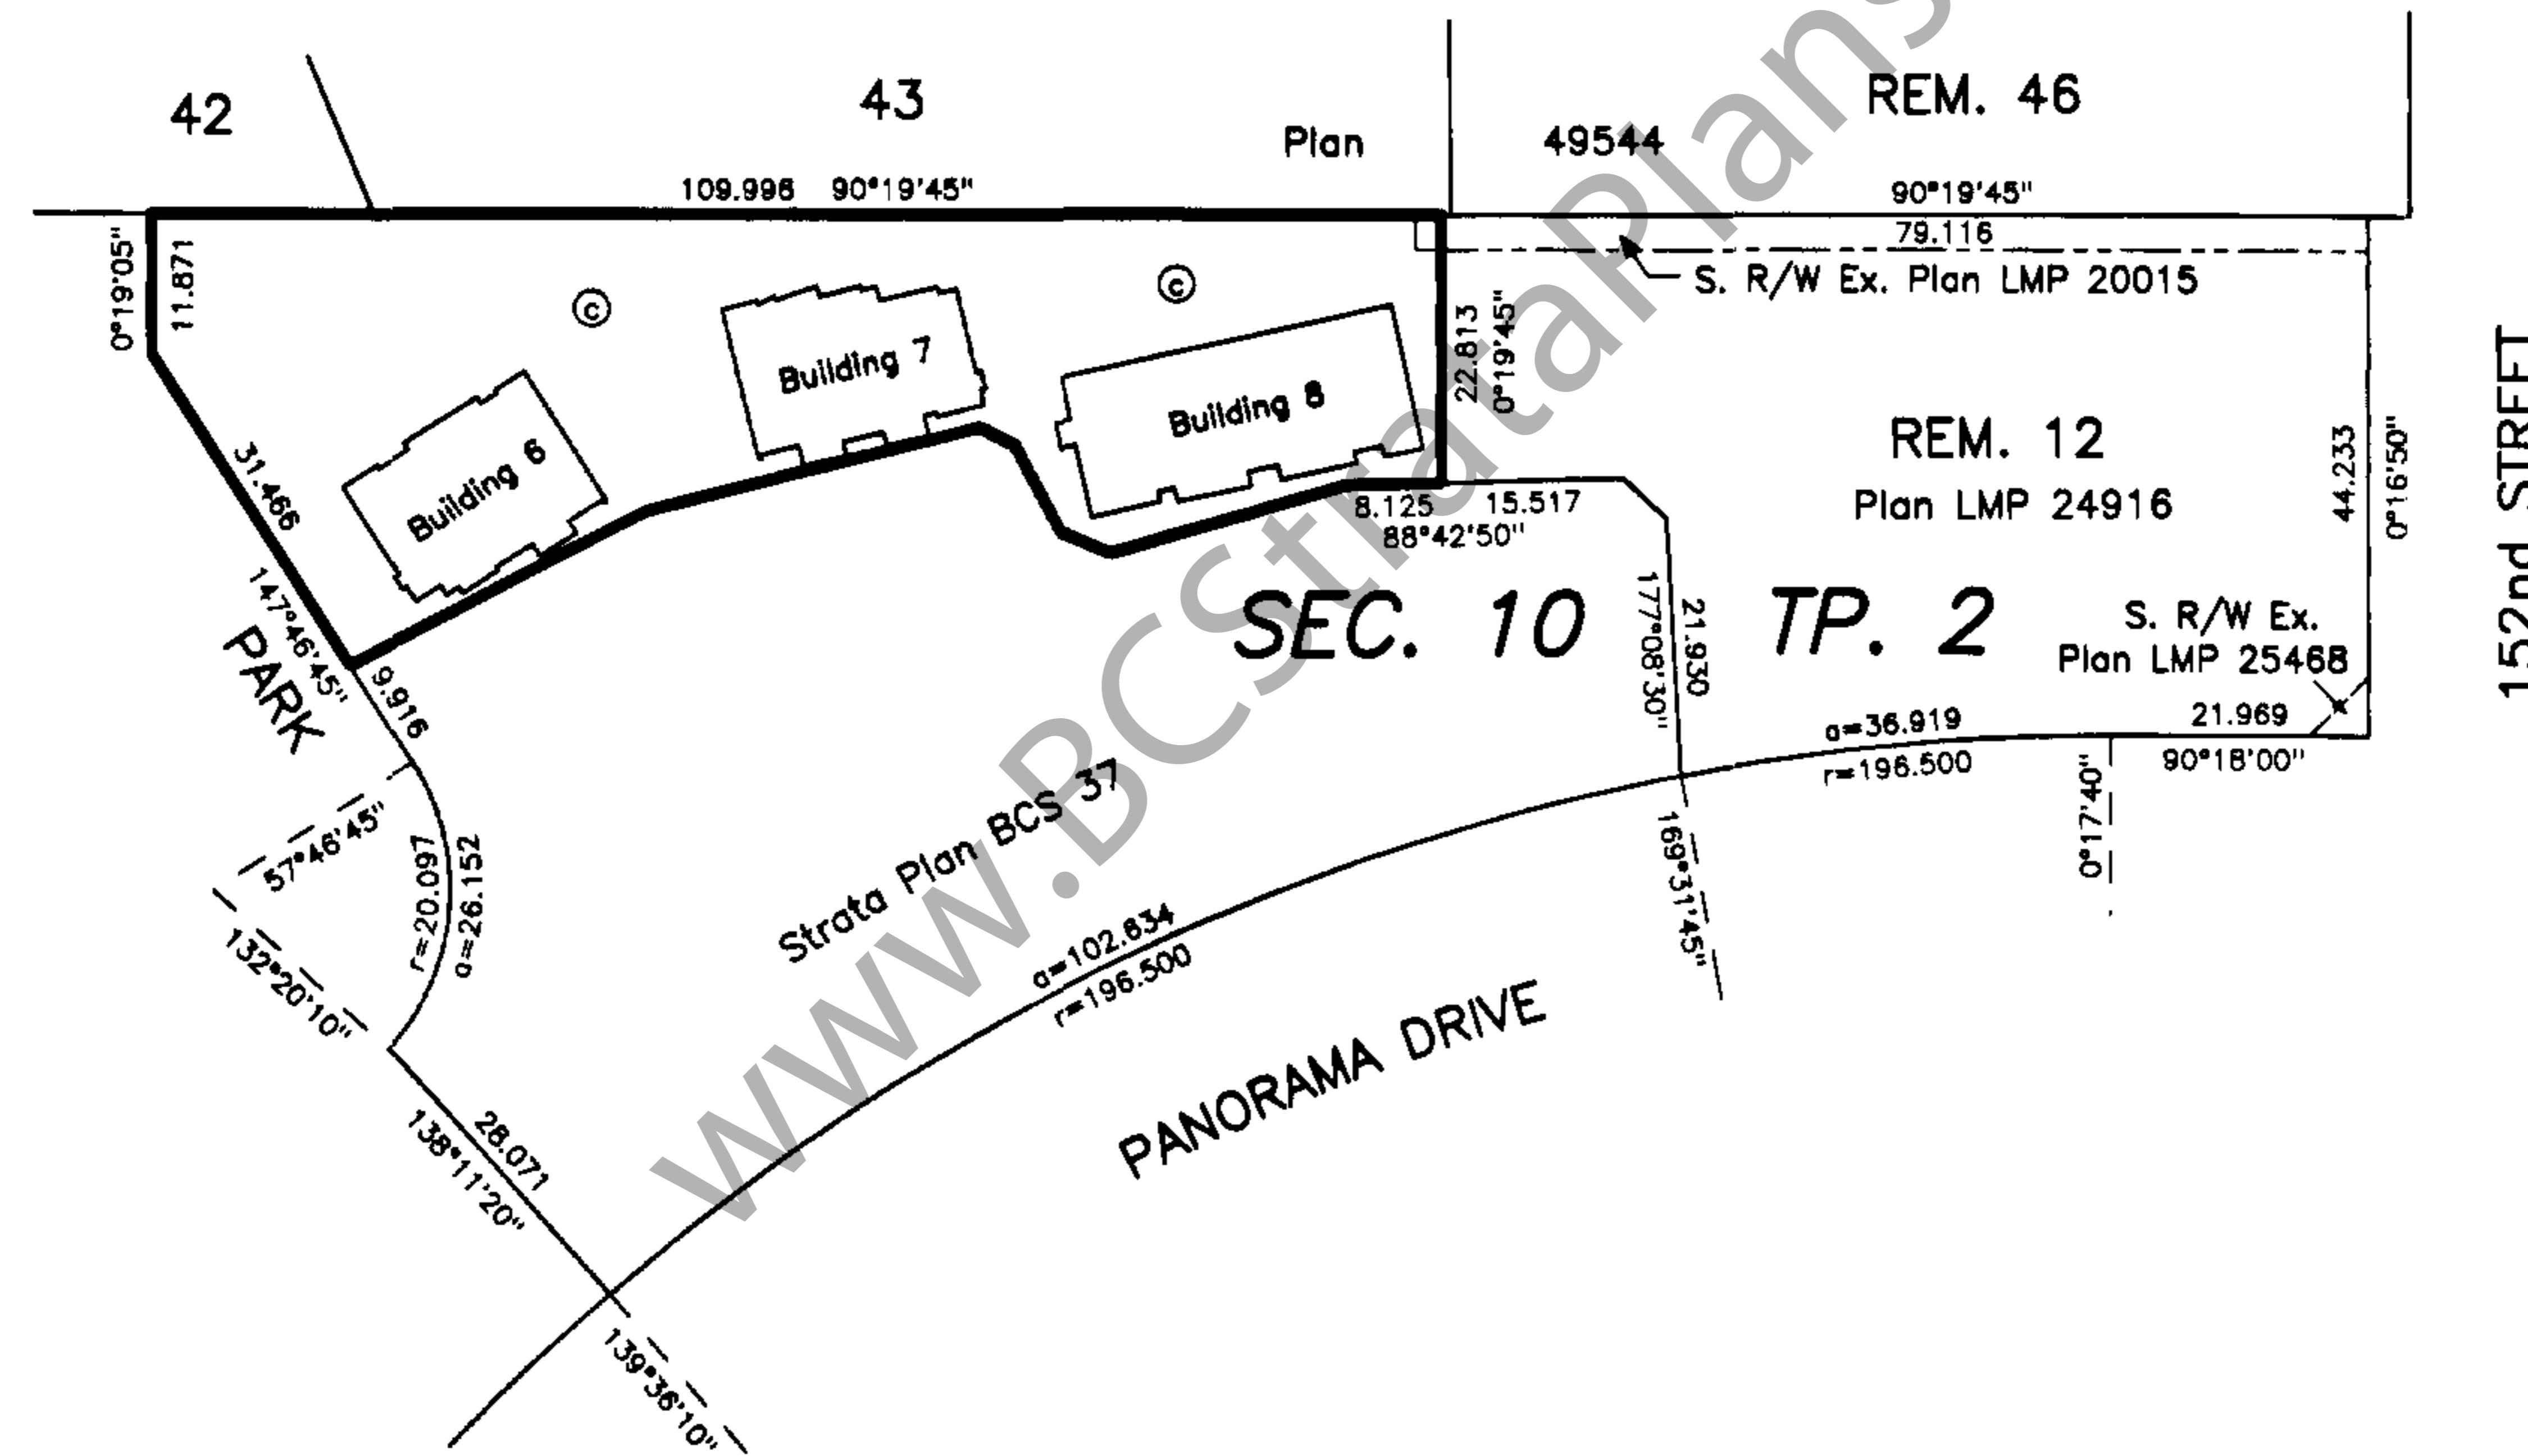 42
43
REM. 46
Plan
49544
109.996 90°19'45"
90°19'45"
79.116
S. R/W Ex. Plan LMP 20015
0°19'05"
11.871
22.813
0°19'45"
Building 7
Building 8
Building 6
c
c
REM. 12
Plan LMP 24916
44.233
0°16'50"
152nd STREET
31.466
147°46'45"
PARK
9.916
8.125
15.517
88°42'50"
SEC. 10 TP. 2
177°08'30"
21.930
S. R/W Ex.
Plan LMP 25468
a=36.919
r=196.500
21.969
90°18'00"
0°17'40"
57°46'45"
r=20.097
a=26.152
132°20'10"
Strata Plan BCS 37
a=102.634
r=196.500
169°31'45"
PANORAMA DRIVE
28.071
138°11'20"
139°36'10"
www.BCStrataPlans